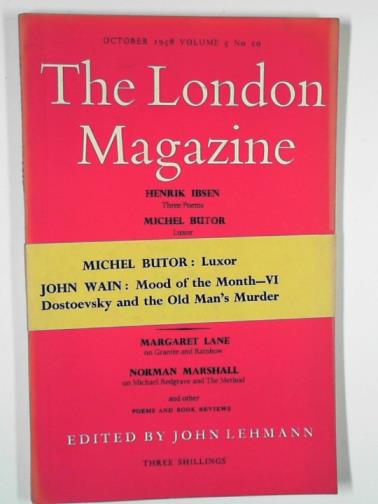 OCTOBER 1958 VOLUME 5 No 10
The London
Magazine
HENRIK IBSEN
Three Poems
MICHEL BUTOR
Luxor
MICHEL BUTOR : Luxor
JOHN WAIN : Mood of the Month—VI
Dostoevsky and the Old Man's Murder
MARGARET LANE
on Granite and Rainbow
NORMAN MARSHALL
on Michael Redgrave and The Method
and other
POEMS AND BOOK REVIEWS
EDITED BY JOHN LEHMANN
THREE SHILLINGS